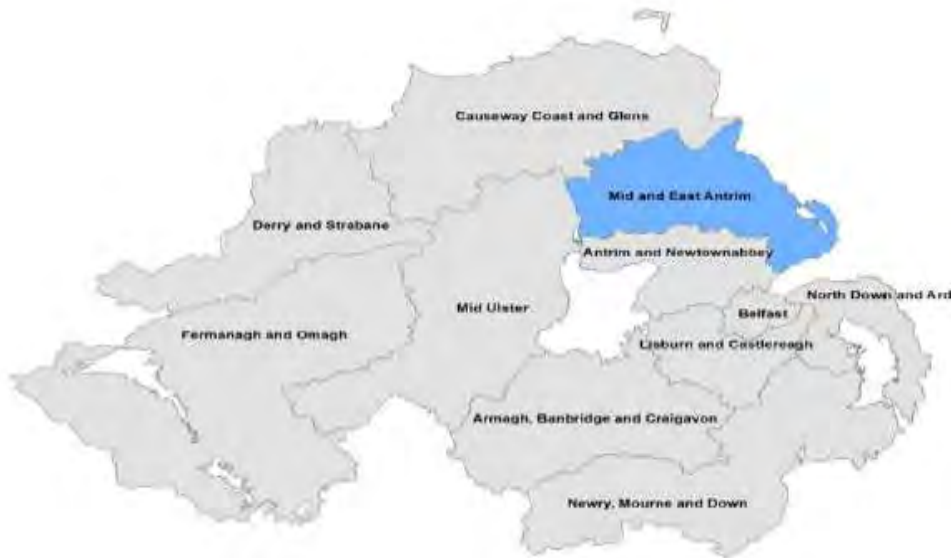 Causeway Coast and Glens
Mid and East Antrim
Derry and Strabane
Antrim and Newtownabbey
Mid Ulster
North Down and Ard
Belfast
Fermanagh and Omagh
Lisburn and Castlereagh
Armagh, Banbridge and Craigavon
Newry, Mourne and Down